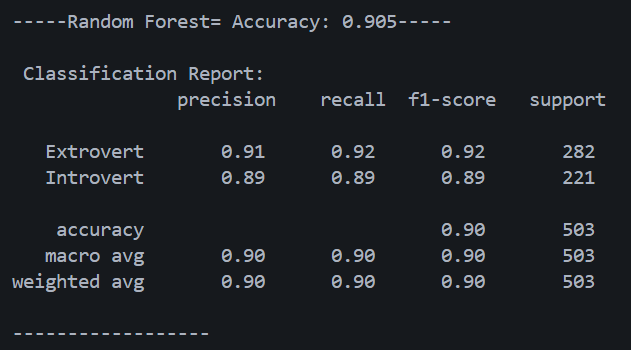 -----Random Forest= Accuracy: 0.905-----
Classification Report:
precision recall f1-score support
Extrovert 0.91 0.92 0.92 282
Introvert 0.89 0.89 0.89 221
accuracy 0.90 503
macro avg 0.90 0.90 0.90 503
weighted avg 0.90 0.90 0.90 503
------------------